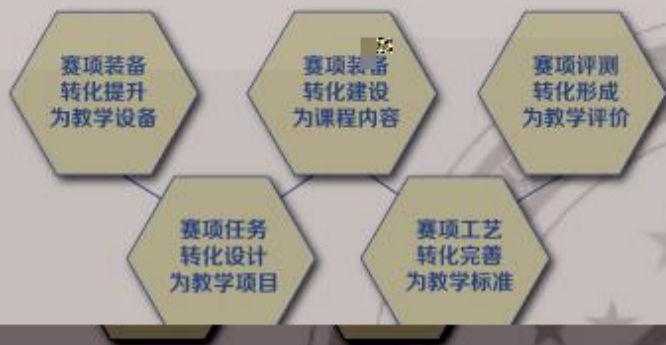 赛项装备
转化提升
为教学设备
赛项装备
转化建设
为课程内容
赛项评测
转化形成
为教学评价
赛项任务
转化设计
为教学项目
赛项工艺
转化完善
为教学标准